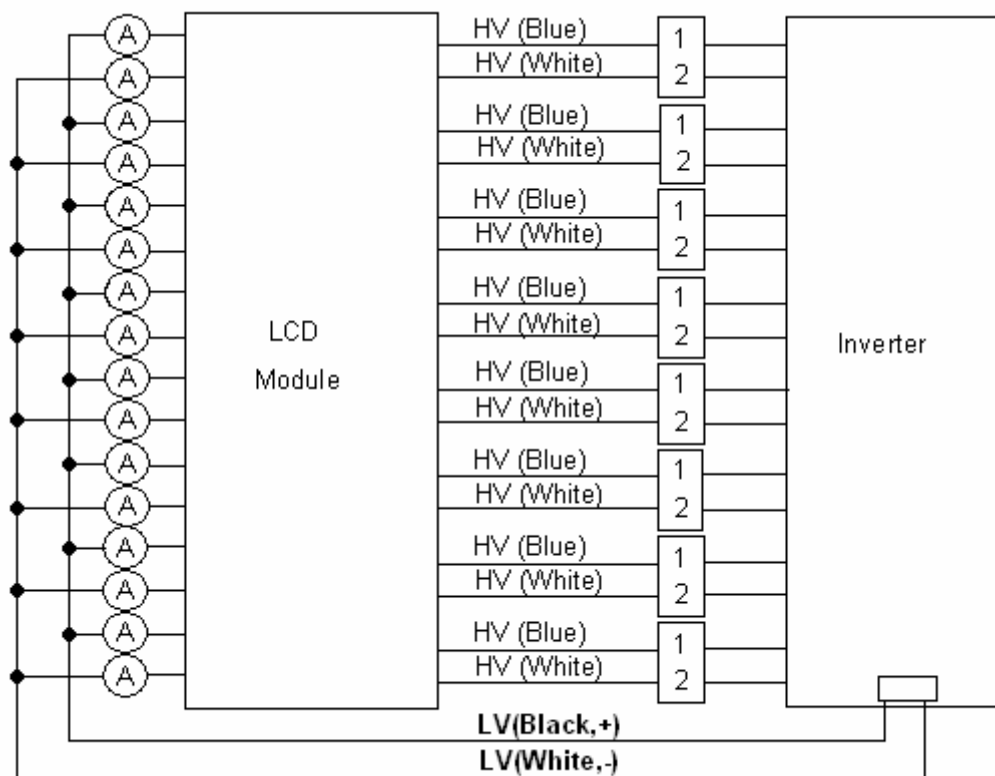 A HV (Blue) 1
A HV (White) 2
A HV (Blue) 1
A HV (White) 2
A HV (Blue) 1
A HV (White) 2
A HV (Blue) 1
A HV (White) 2
A HV (Blue) 1
A HV (White) 2
A HV (Blue) 1
A HV (White) 2
A HV (Blue) 1
A HV (White) 2
A HV (Blue) 1
A HV (White) 2
LCD
Module
Inverter
LV(Black,+)
LV(White,-)